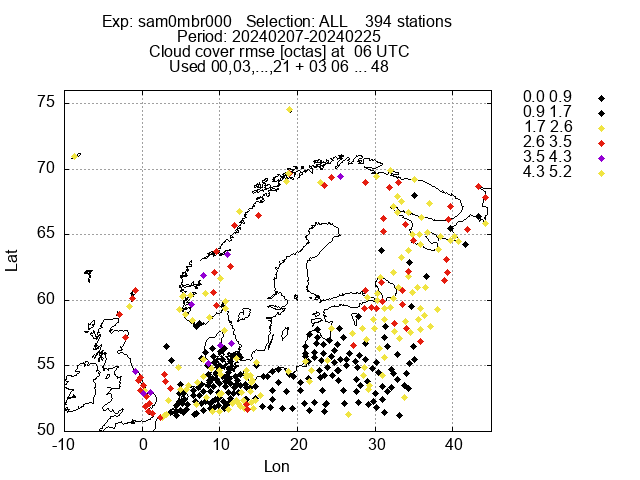 Exp: sam0mbr000 Selection: ALL 394 stations
Period: 20240207-20240225
Cloud cover rmse [octas] at 06 UTC
Used 00,03,...,21 + 03 06 ... 48
0.0 0.9
0.9 1.7
1.7 2.6
2.6 3.5
3.5 4.3
4.3 5.2
75
70
65
60
55
50
Lat
-10 0 10 20 30 40
Lon